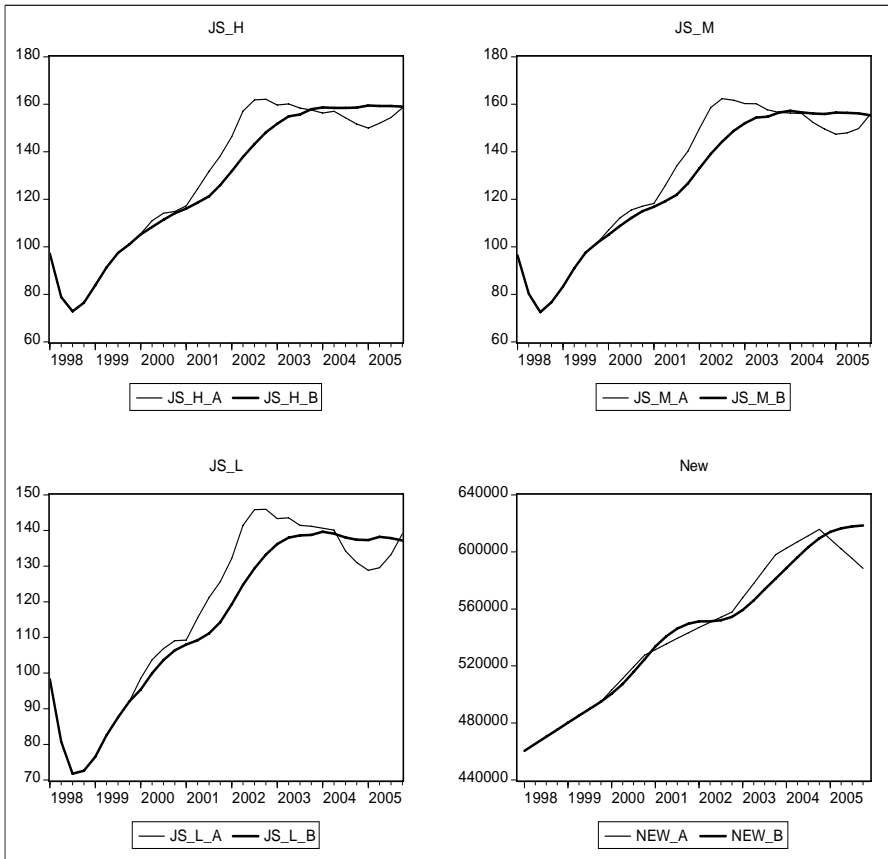 JS_H
180
160
140
120
100
80
60
1998 1999 2000 2001 2002 2003 2004 2005
JS_H_A JS_H_B
JS_M
180
160
140
120
100
80
60
1998 1999 2000 2001 2002 2003 2004 2005
JS_M_A JS_M_B
JS_L
150
140
130
120
110
100
90
80
70
1998 1999 2000 2001 2002 2003 2004 2005
JS_L_A JS_L_B
New
640000
600000
560000
520000
480000
440000
1998 1999 2000 2001 2002 2003 2004 2005
NEW_A NEW_B